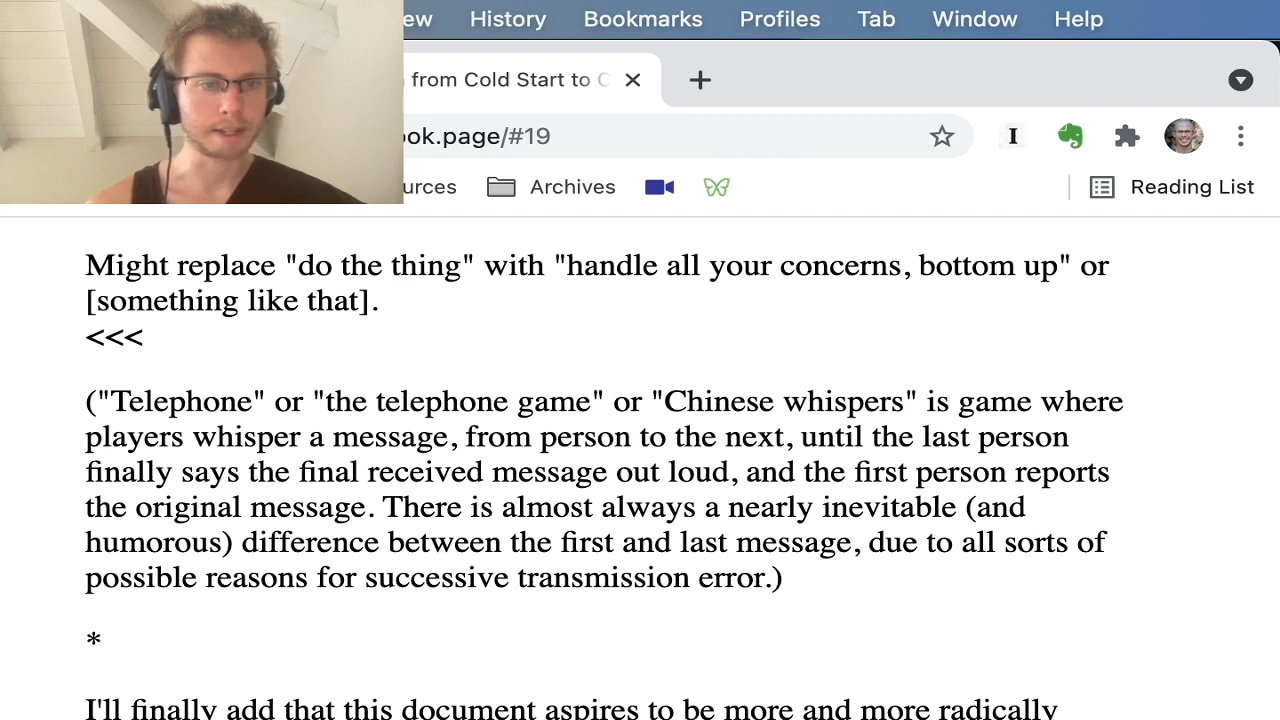 ew History Bookmarks Profiles Tab Window Help
from Cold Start to C
ok.page/#19
urces Archives Reading List
Might replace "do the thing" with "handle all your concerns, bottom up" or
[something like that].
<<<
("Telephone" or "the telephone game" or "Chinese whispers" is game where
players whisper a message, from person to the next, until the last person
finally says the final received message out loud, and the first person reports
the original message. There is almost always a nearly inevitable (and
humorous) difference between the first and last message, due to all sorts of
possible reasons for successive transmission error.)
*
I'll finally add that this document aspires to be more and more radically